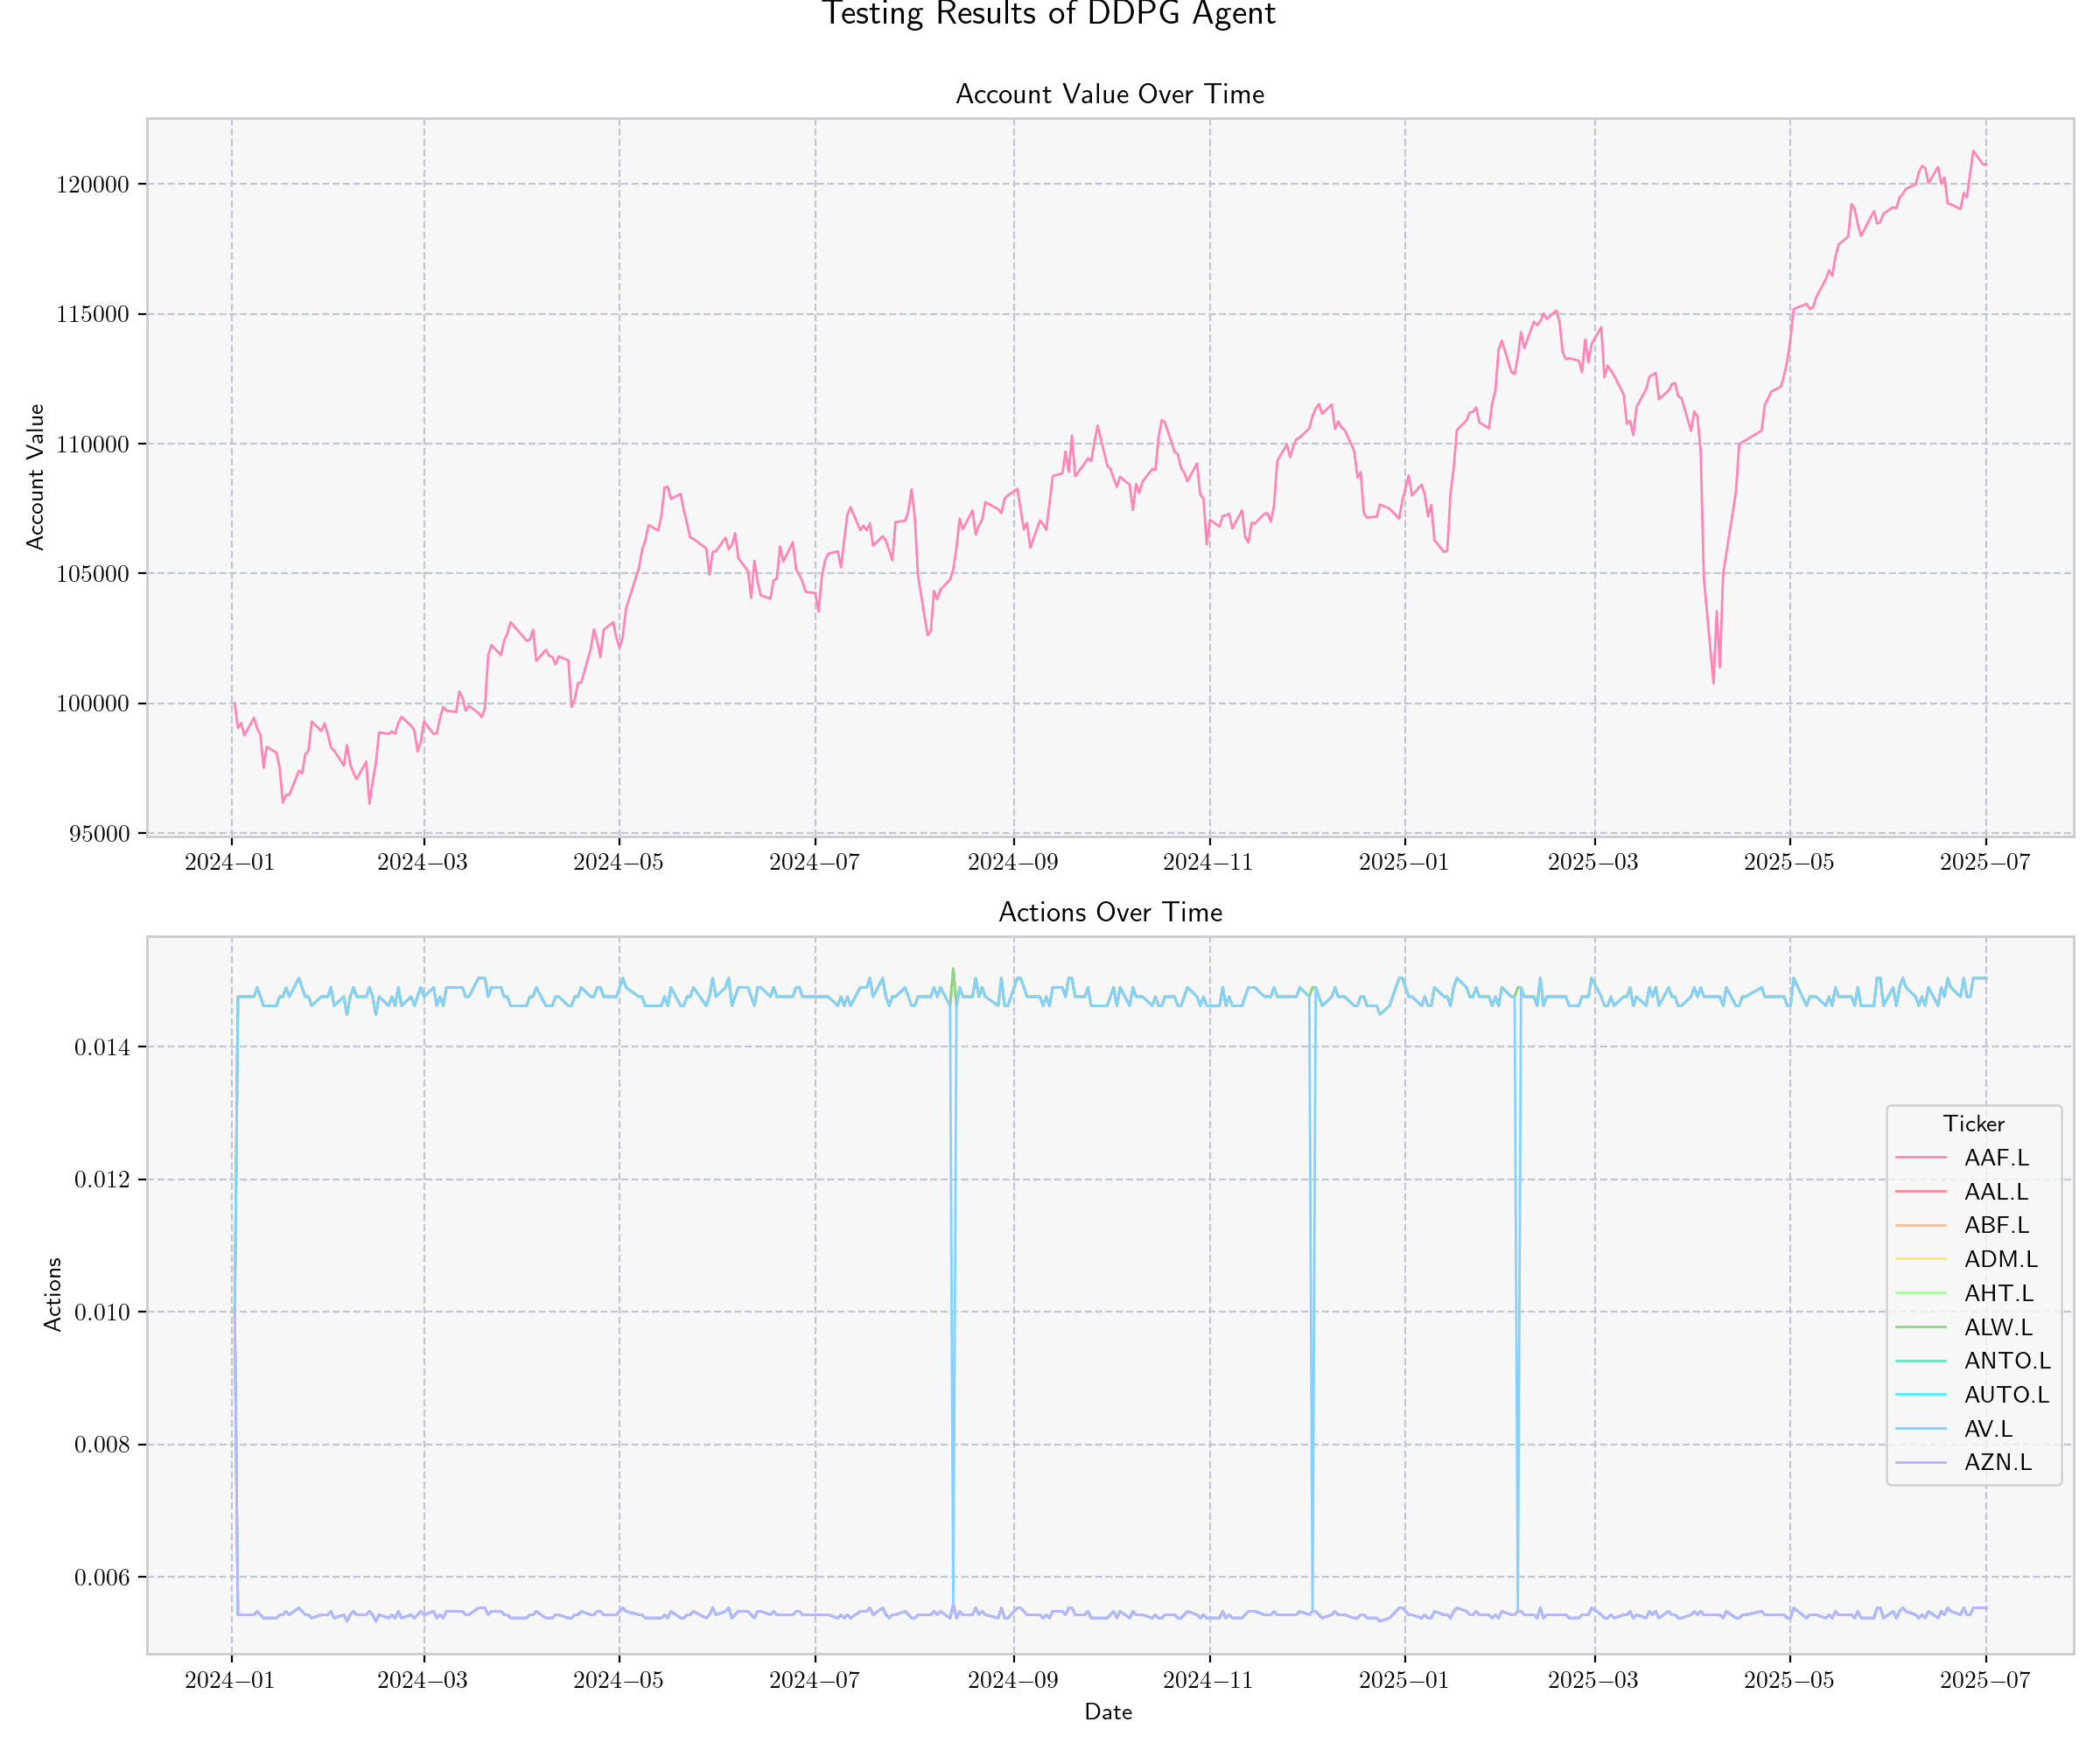 Testing Results of DDPG Agent
Account Value Over Time
Account Value
120000
115000
110000
105000
100000
95000
2024–01 2024–03 2024–05 2024–07 2024–09 2024–11 2025–01 2025–03 2025–05 2025–07
Actions Over Time
Actions
0.014
0.012
0.010
0.008
0.006
Ticker
AAF.L
AAL.L
ABF.L
ADM.L
AHT.L
ALW.L
ANTO.L
AUTO.L
AV.L
AZN.L
2024–01 2024–03 2024–05 2024–07 2024–09 2024–11 2025–01 2025–03 2025–05 2025–07
Date